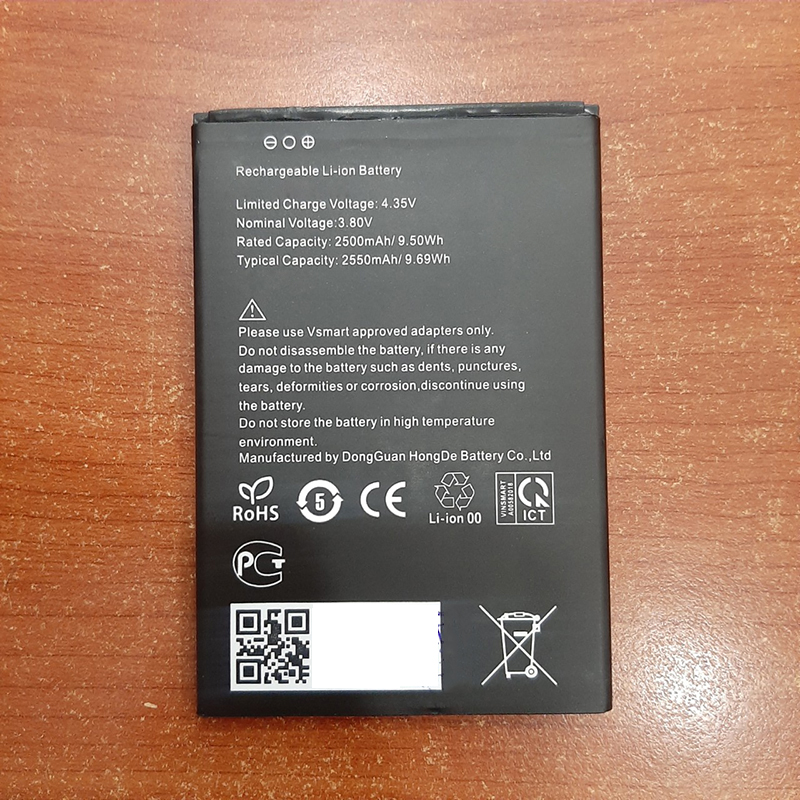 Rechargeable Li-ion Battery
Limited Charge Voltage: 4.35V
Nominal Voltage:3.80V
Rated Capacity: 2500mAh/ 9.50Wh
Typical Capacity: 2550mAh/ 9.69Wh
Please use Vsmart approved adapters only.
Do not disassemble the battery, if there is any
damage to the battery such as dents, punctures,
tears, deformities or corrosion,discontinue using
the battery.
Do not store the battery in high temperature
environment.
Manufactured by DongGuan HongDe Battery Co.,Ltd
RoHS
5
CE
Li-ion 00
VINSMART
A00582018
ICT
PCT